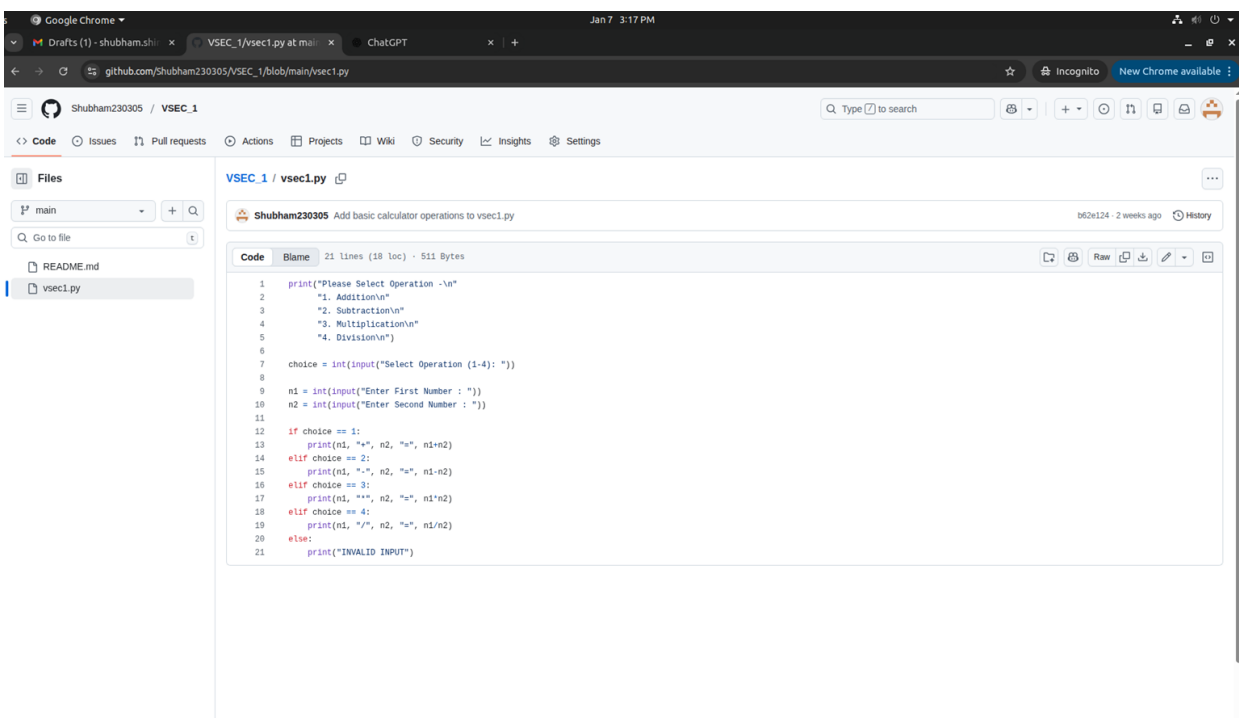 s Google Chrome Jan 7 3:17 PM
Drafts (1) - shubham.shi × VSEC_1/vsec1.py at main × ChatGPT × +
github.com/Shubham230305/VSEC_1/blob/main/vsec1.py Incognito New Chrome available
Shubham230305 / VSEC_1 Type / to search
Code Issues Pull requests Actions Projects Wiki Security Insights Settings
Files VSEC_1 / vsec1.py
main
Shubham230305 Add basic calculator operations to vsec1.py b62e124 · 2 weeks ago History
Go to file t
Code Blame 21 lines (18 loc) · 511 Bytes Raw
README.md
vsec1.py
1 print("Please Select Operation -\n"
2 "1. Addition\n"
3 "2. Subtraction\n"
4 "3. Multiplication\n"
5 "4. Division\n")
6
7 choice = int(input("Select Operation (1-4): "))
8
9 n1 = int(input("Enter First Number : "))
10 n2 = int(input("Enter Second Number : "))
11
12 if choice == 1:
13 print(n1, "+", n2, "=", n1+n2)
14 elif choice == 2:
15 print(n1, "-", n2, "=", n1-n2)
16 elif choice == 3:
17 print(n1, "*", n2, "=", n1*n2)
18 elif choice == 4:
19 print(n1, "/", n2, "=", n1/n2)
20 else:
21 print("INVALID INPUT")